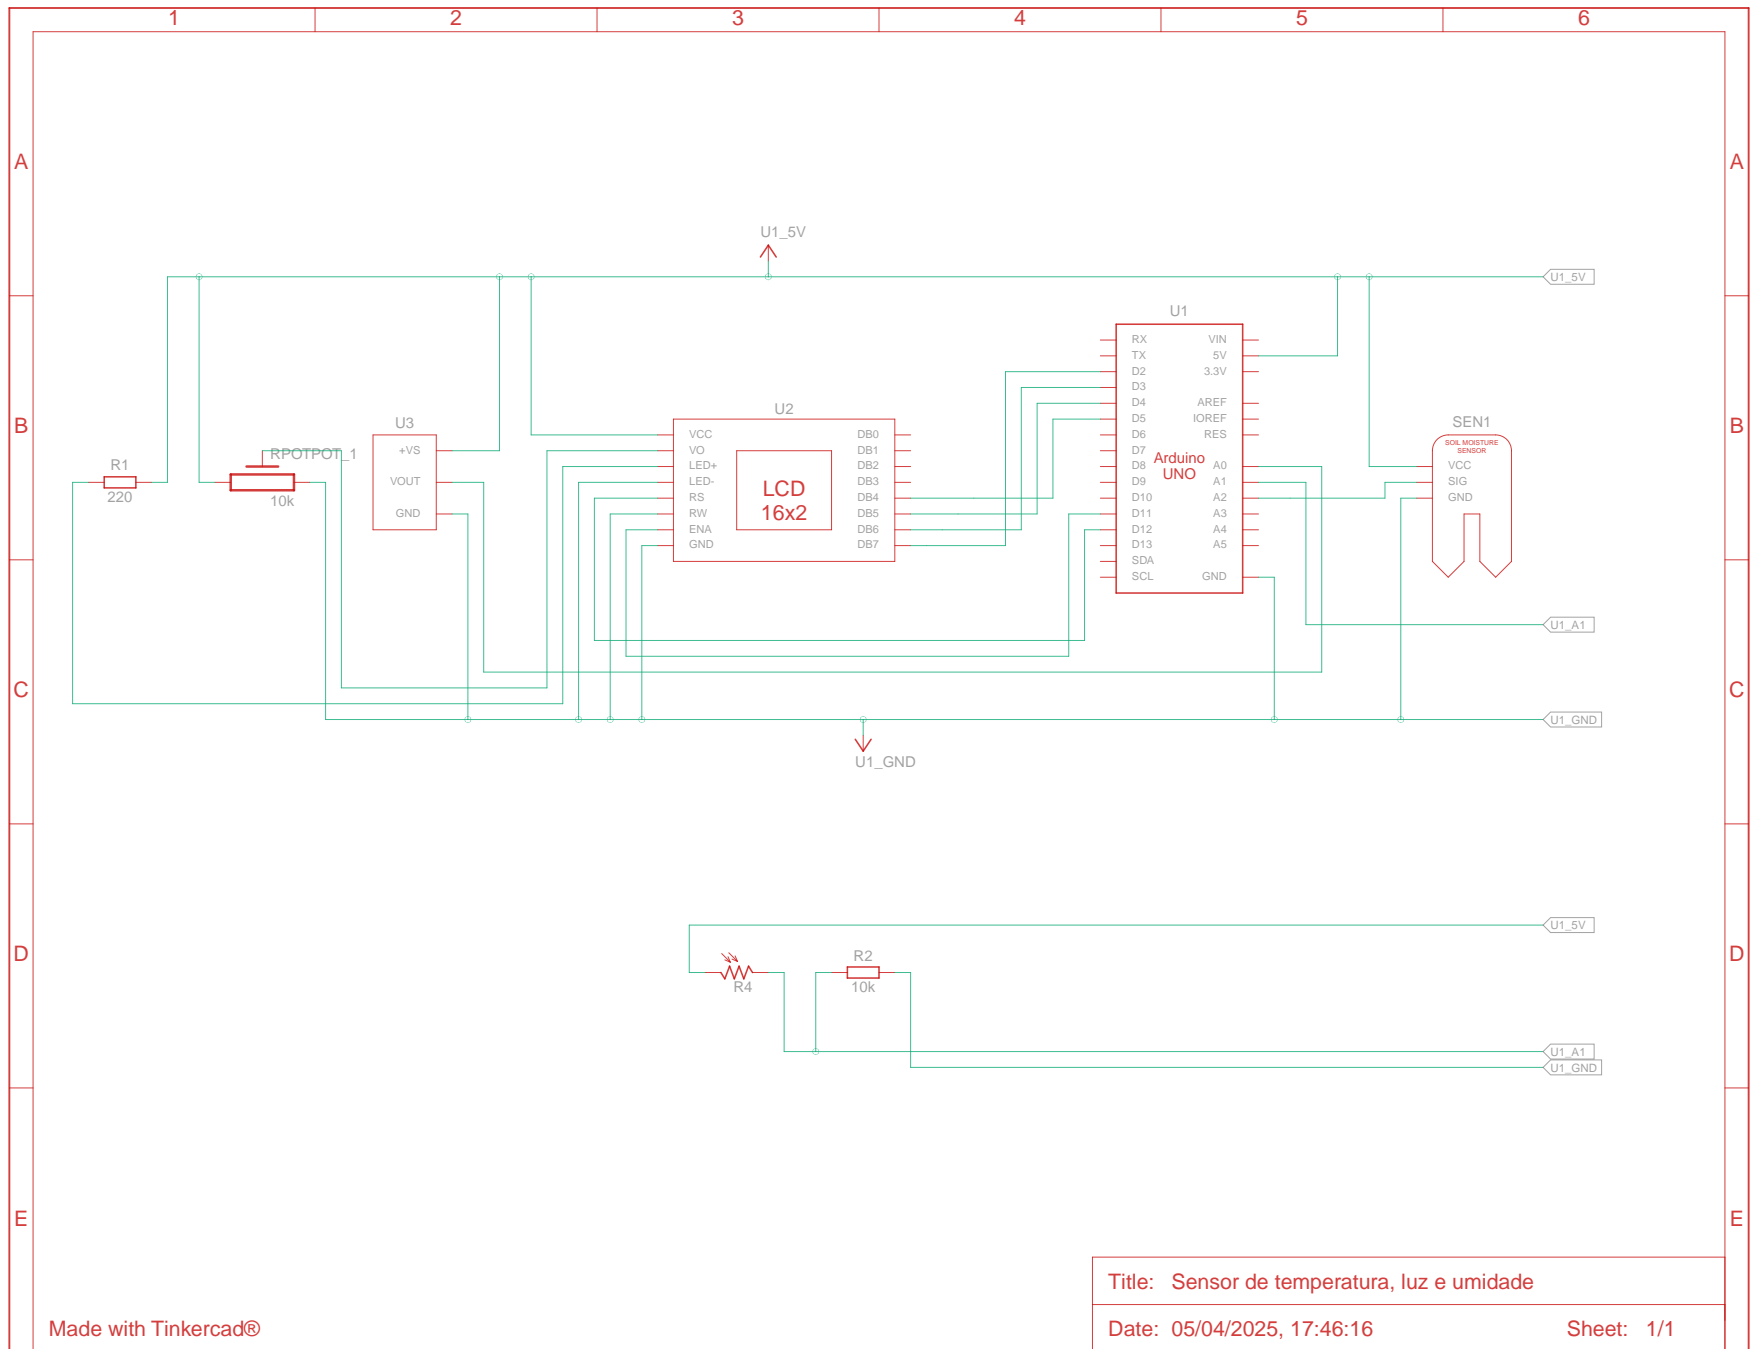 1 2 3 4 5 6
A A
U1_5V
U1_5V
B B
U1
RX VIN
TX 5V
D2 3.3V
D3
D4 AREF
D5 IOREF
D6 RES
D7
D8 A0
D9 A1
D10 A2
D11 A3
D12 A4
D13 A5
SDA
SCL GND
Arduino
UNO
U2
VCC DB0
VO DB1
LED+ DB2
LED- DB3
RS DB4
RW DB5
ENA DB6
GND DB7
LCD
16x2
U3
+VS
VOUT
GND
RPOTPOT_1
10k
R1
220
SEN1
SOIL MOISTURE
SENSOR
VCC
SIG
GND
U1_A1
C C
U1_GND
U1_GND
U1_5V
D D
R4
R2
10k
U1_A1
U1_GND
E E
Title: Sensor de temperatura, luz e umidade
Made with Tinkercad®
Date: 05/04/2025, 17:46:16 Sheet: 1/1